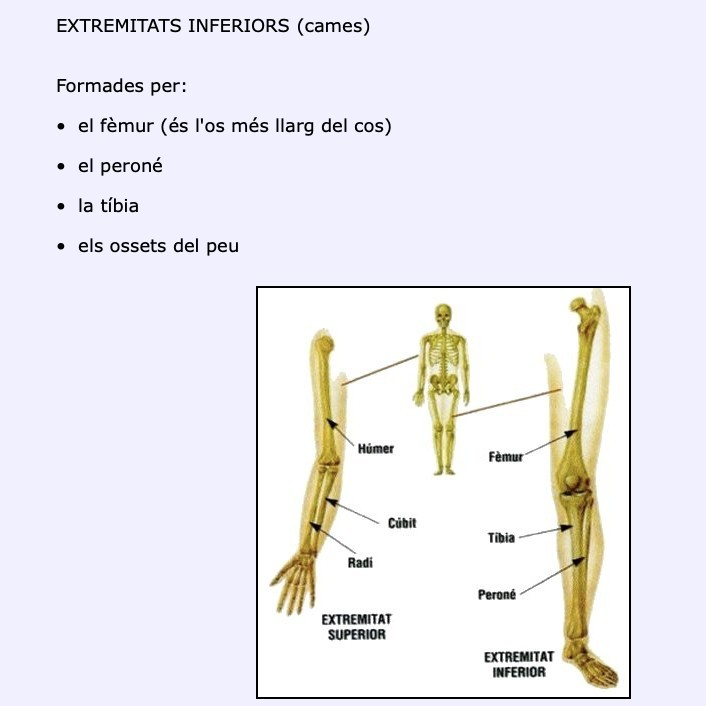 EXTREMITATS INFERIORS (cames)
Formades per:
• el fèmur (és l'os més llarg del cos)
• el peroné
• la tíbia
• els ossets del peu
Húmer
Fèmur
Cúbit
Tíbia
Radi
Peroné
EXTREMITAT
SUPERIOR
EXTREMITAT
INFERIOR